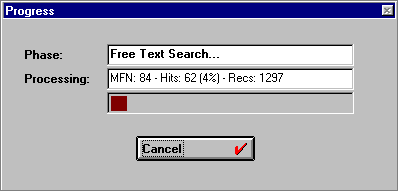 Progress
Phase: Free Text Search...
Processing: MFN: 84 - Hits: 62 (4%) - Recs: 1297
Cancel